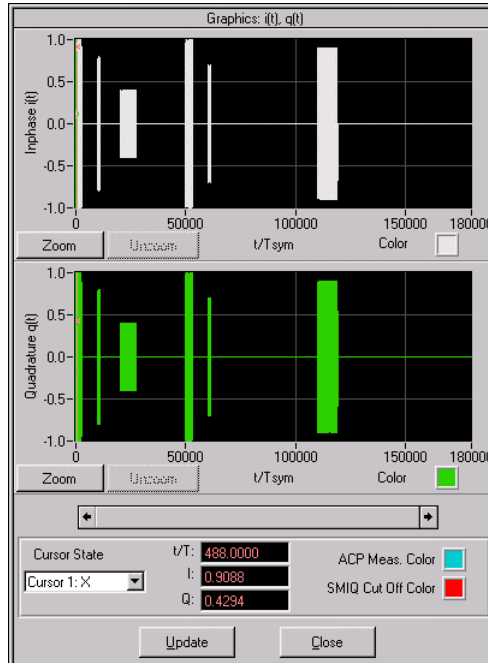 Graphics: i(t), q(t)
Inphase i(t)
1.0
0.5
0.0
-0.5
-1.0
0 50000 100000 150000 180000
Zoom Unzoom t/Tsym Color
Quadrature q(t)
1.0
0.5
0.0
-0.5
-1.0
0 50000 100000 150000 180000
Zoom Unzoom t/Tsym Color
Cursor State
Cursor 1: X
t/T: 488.0000
I: 0.9088
Q: 0.4294
ACP Meas. Color
SMIQ Cut Off Color
Update Close